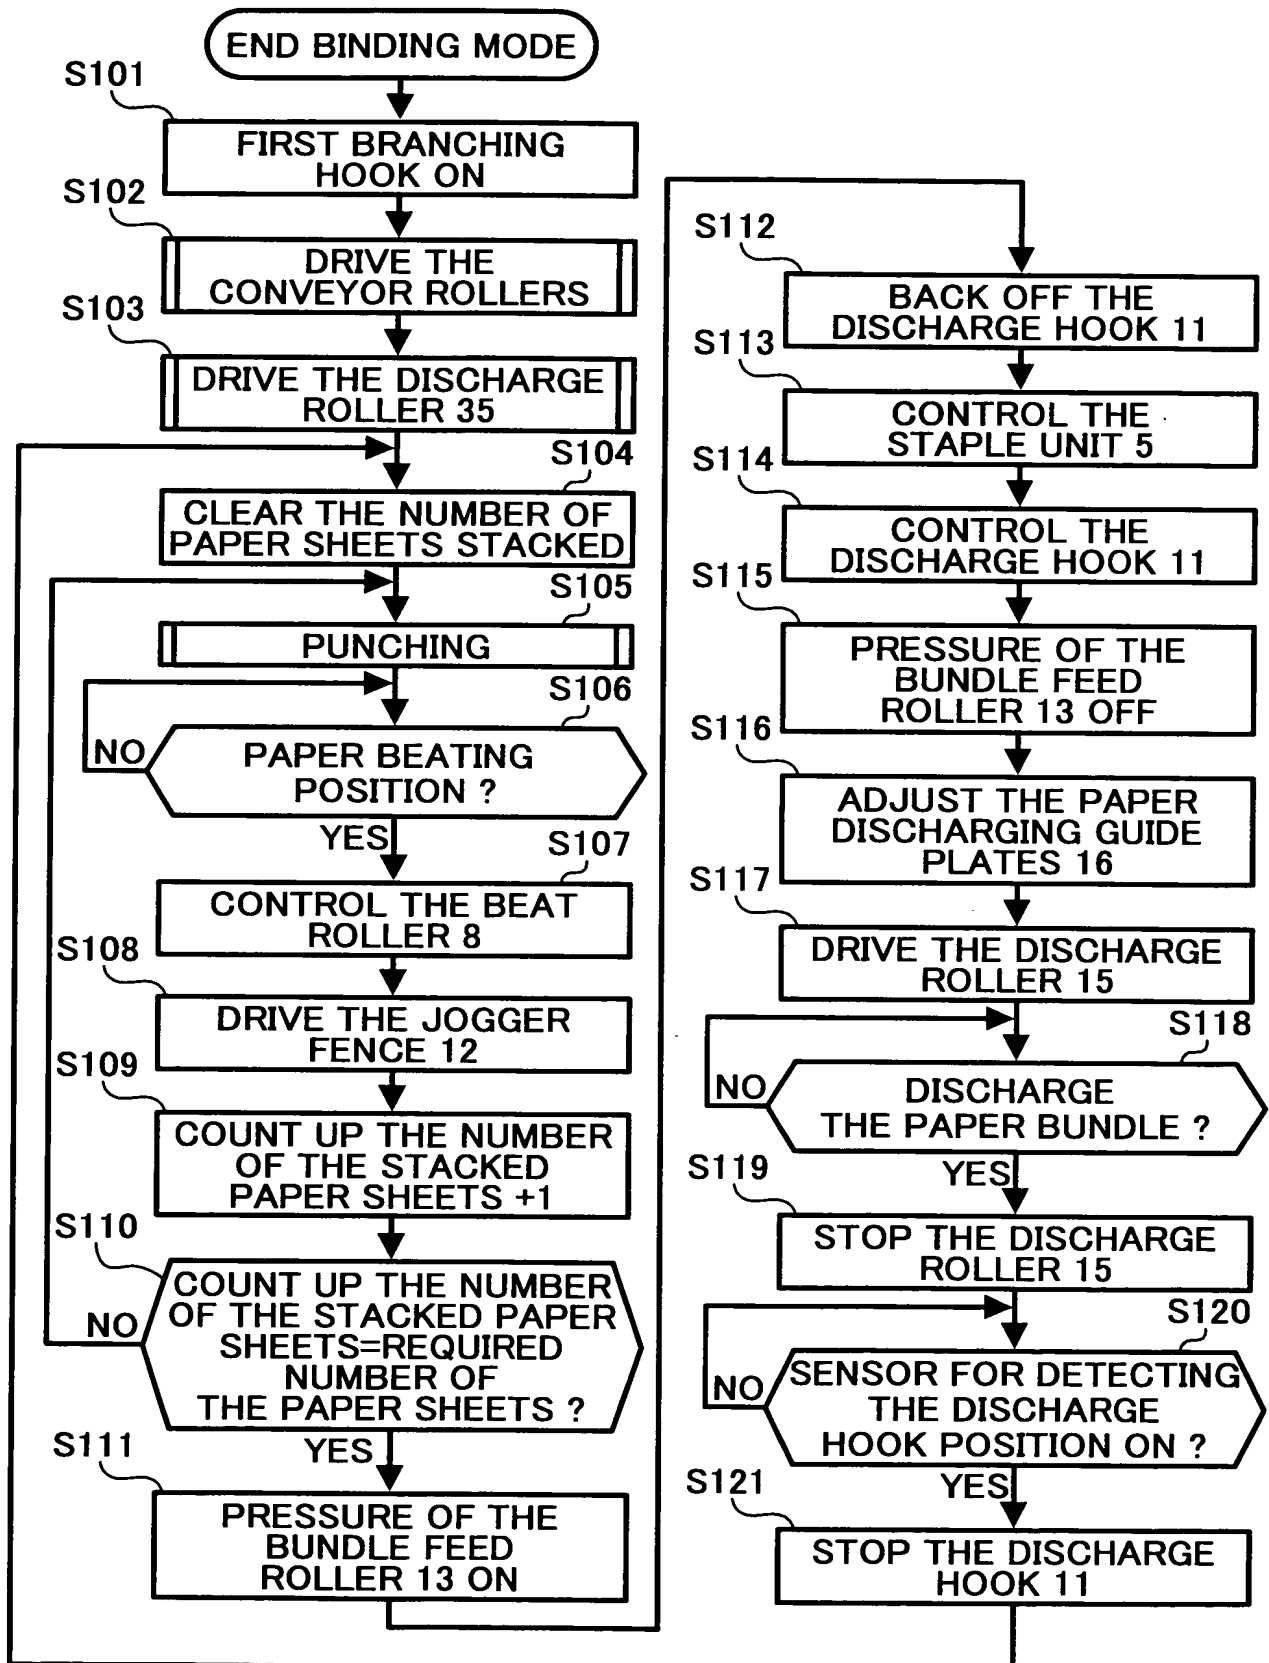 END BINDING MODE
S101
FIRST BRANCHING
HOOK ON
S102
DRIVE THE
CONVEYOR ROLLERS
S103
DRIVE THE DISCHARGE
ROLLER 35
S104
CLEAR THE NUMBER OF
PAPER SHEETS STACKED
S105
PUNCHING
S106
NO
PAPER BEATING
POSITION ?
YES
S107
CONTROL THE BEAT
ROLLER 8
S108
DRIVE THE JOGGER
FENCE 12
S109
COUNT UP THE NUMBER
OF THE STACKED
PAPER SHEETS +1
S110
NO
COUNT UP THE NUMBER
OF THE STACKED PAPER
SHEETS=REQUIRED
NUMBER OF
THE PAPER SHEETS ?
YES
S111
PRESSURE OF THE
BUNDLE FEED
ROLLER 13 ON
S112
BACK OFF THE
DISCHARGE HOOK 11
S113
CONTROL THE
STAPLE UNIT 5
S114
CONTROL THE
DISCHARGE HOOK 11
S115
PRESSURE OF THE
BUNDLE FEED
ROLLER 13 OFF
S116
ADJUST THE PAPER
DISCHARGING GUIDE
PLATES 16
S117
DRIVE THE DISCHARGE
ROLLER 15
S118
NO
DISCHARGE
THE PAPER BUNDLE ?
YES
S119
STOP THE DISCHARGE
ROLLER 15
S120
NO
SENSOR FOR DETECTING
THE DISCHARGE
HOOK POSITION ON ?
YES
S121
STOP THE DISCHARGE
HOOK 11